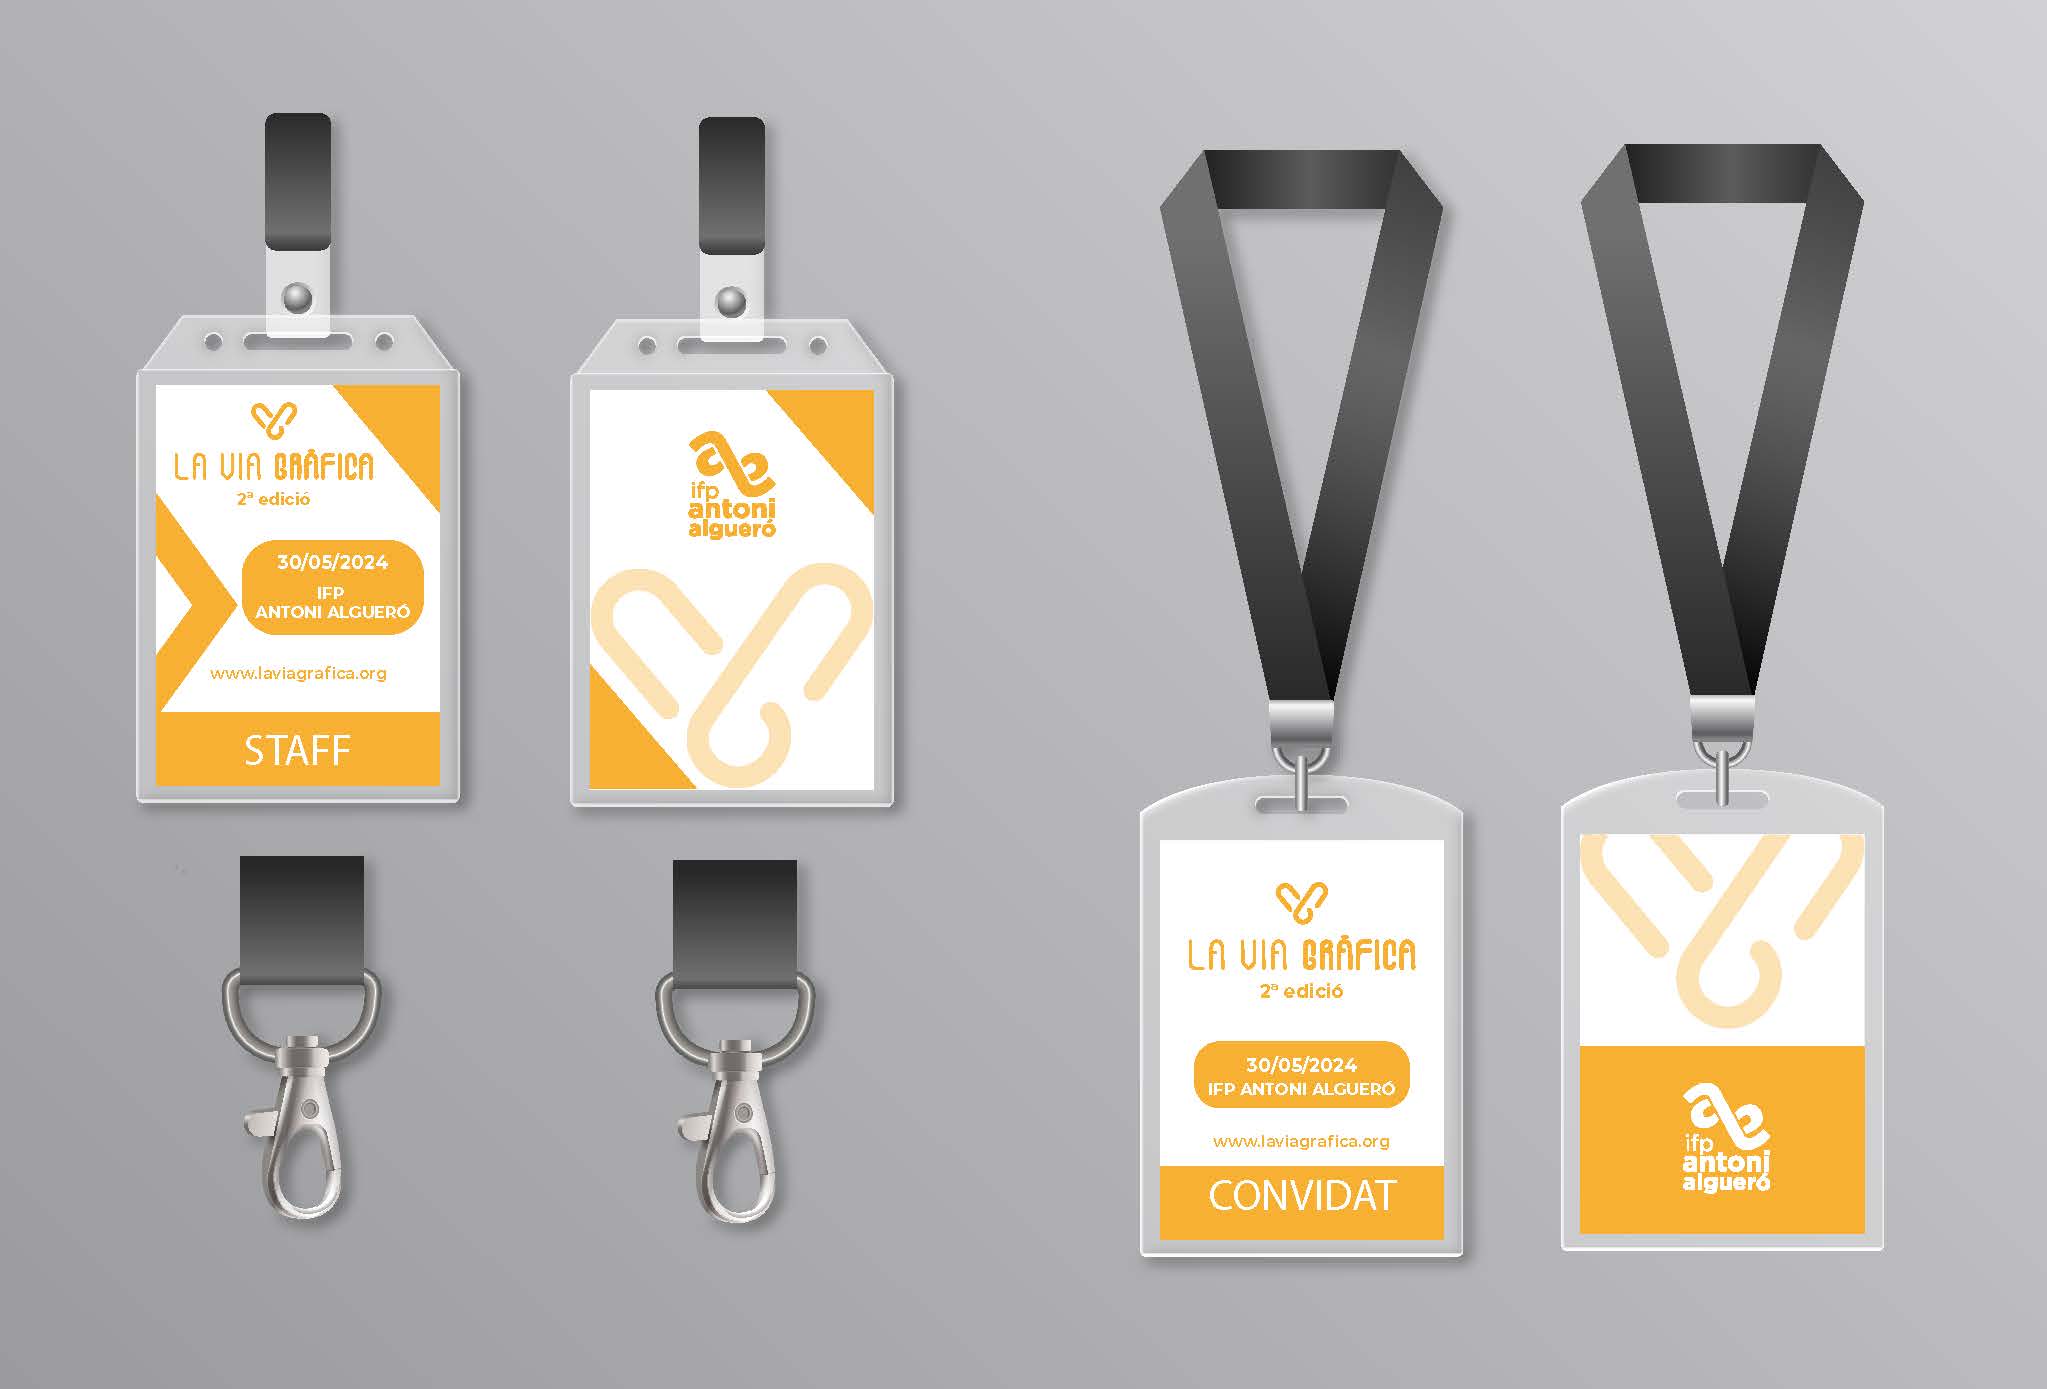 LA VIA GRÀFICA
2ª edició
30/05/2024
IFP
ANTONI ALGUERÓ
www.laviagrafica.org
STAFF
ifp
antoni
algueró
LA VIA GRÀFICA
2ª edició
30/05/2024
IFP ANTONI ALGUERÓ
www.laviagrafica.org
CONVIDAT
ifp
antoni
algueró